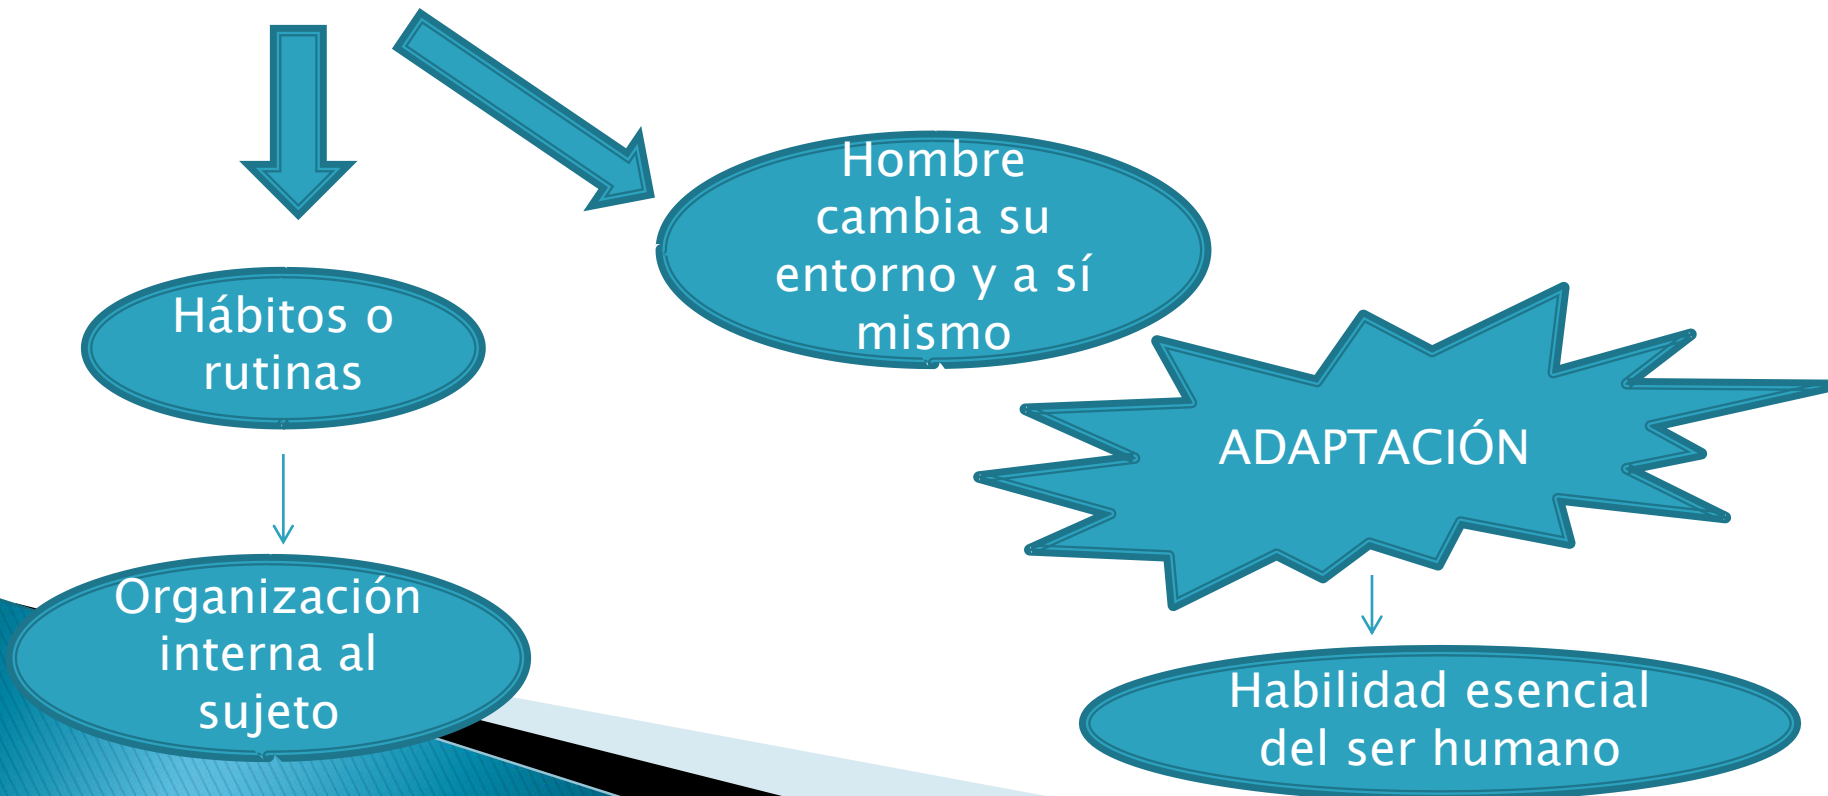 Hombre
cambia su
entorno y a sí
mismo
Hábitos o
rutinas
ADAPTACIÓN
Organización
interna al
sujeto
Habilidad esencial
del ser humano